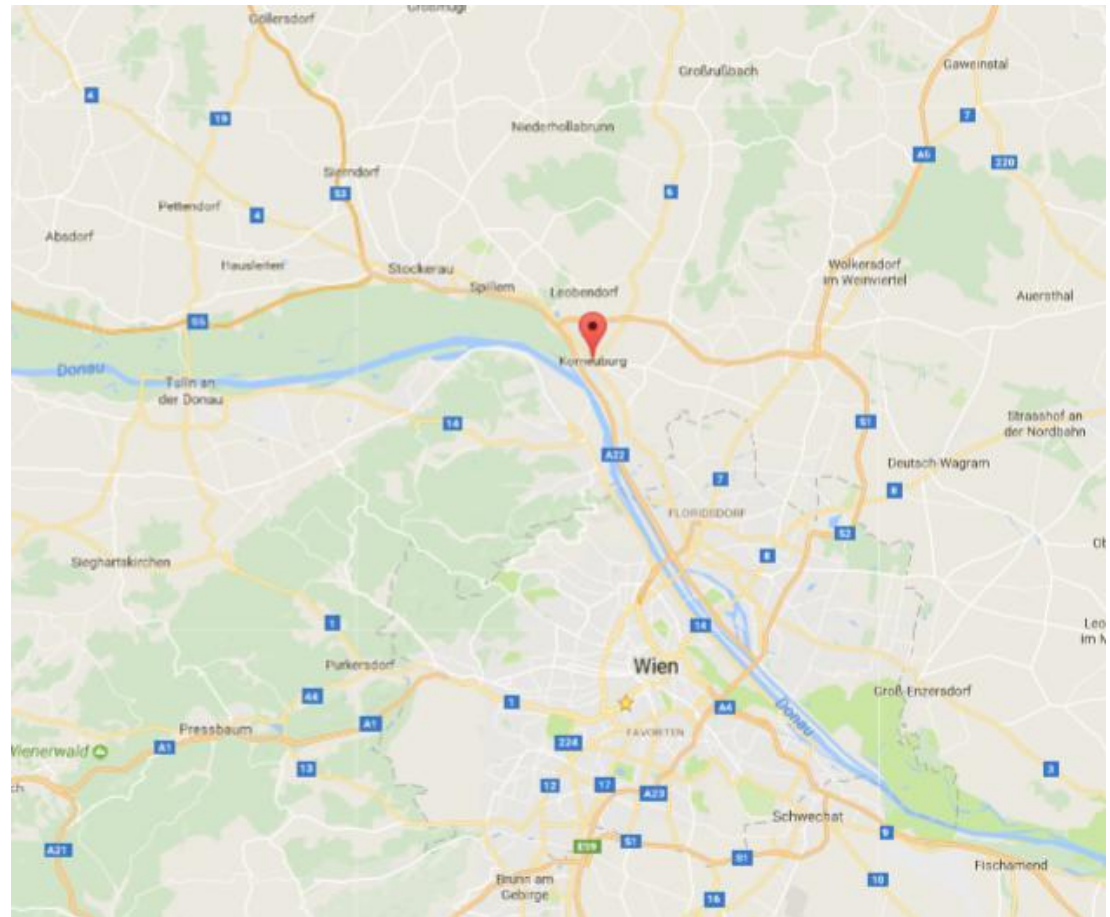 Göllersdorf
Großrußbach
Gaweinstal
4
19
7
Niederhollabrunn
A5
220
Sierndorf
S3
6
Pettendorf
4
Absdorf
Hausleiten
Stockerau
Wolkersdorf
im Weinviertel
Spillern
Leobendorf
Auersthal
S5
Korneuburg
Donau
Tulln an
der Donau
14
S1
Strasshof an
der Nordbahn
A22
Deutsch-Wagram
7
8
FLORIDSDORF
S2
8
Sieghartskirchen
1
14
Wien
Purkersdorf
44
1
Groß-Enzersdorf
A4
Donau
A1
Pressbaum
FAVORITEN
Wienerwald
A1
224
13
3
12
17
A23
Schwechat
9
A21
E59
S1
S1
Fischamend
Brunn am
Gebirge
10
16